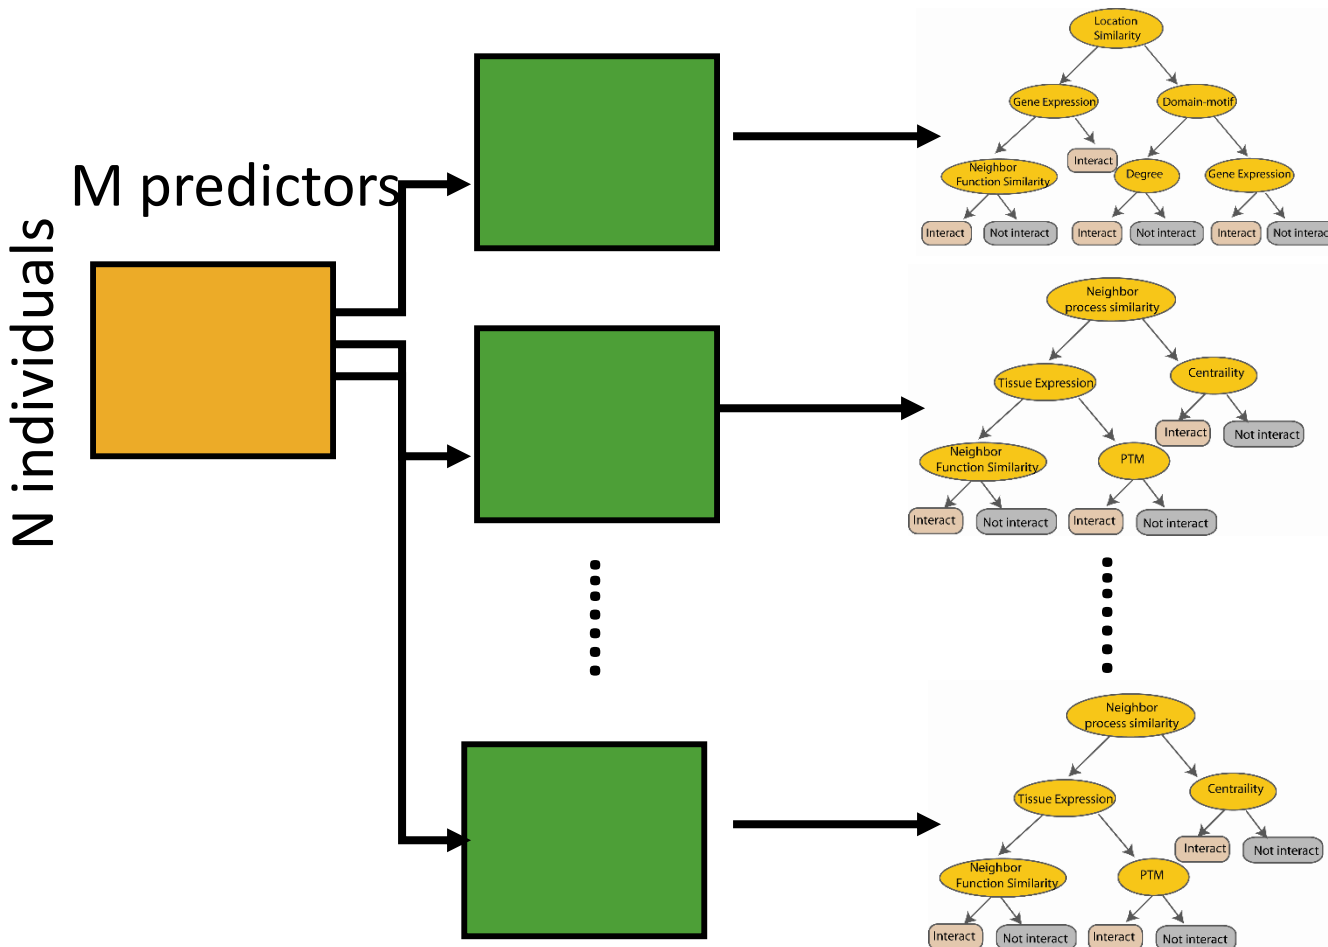 M predictors
N individuals
Location
Similarity
Gene Expression
Domain-motif
Interact
Neighbor
Function Similarity
Degree
Gene Expression
Interact
Not interact
Interact
Not interact
Interact
Not interact
Neighbor
process similarity
Tissue Expression
Centraility
Interact
Not interact
Neighbor
Function Similarity
PTM
Interact
Not interact
Interact
Not interact
Neighbor
process similarity
Tissue Expression
Centraility
Interact
Not interact
Neighbor
Function Similarity
PTM
Interact
Not interact
Interact
Not interact